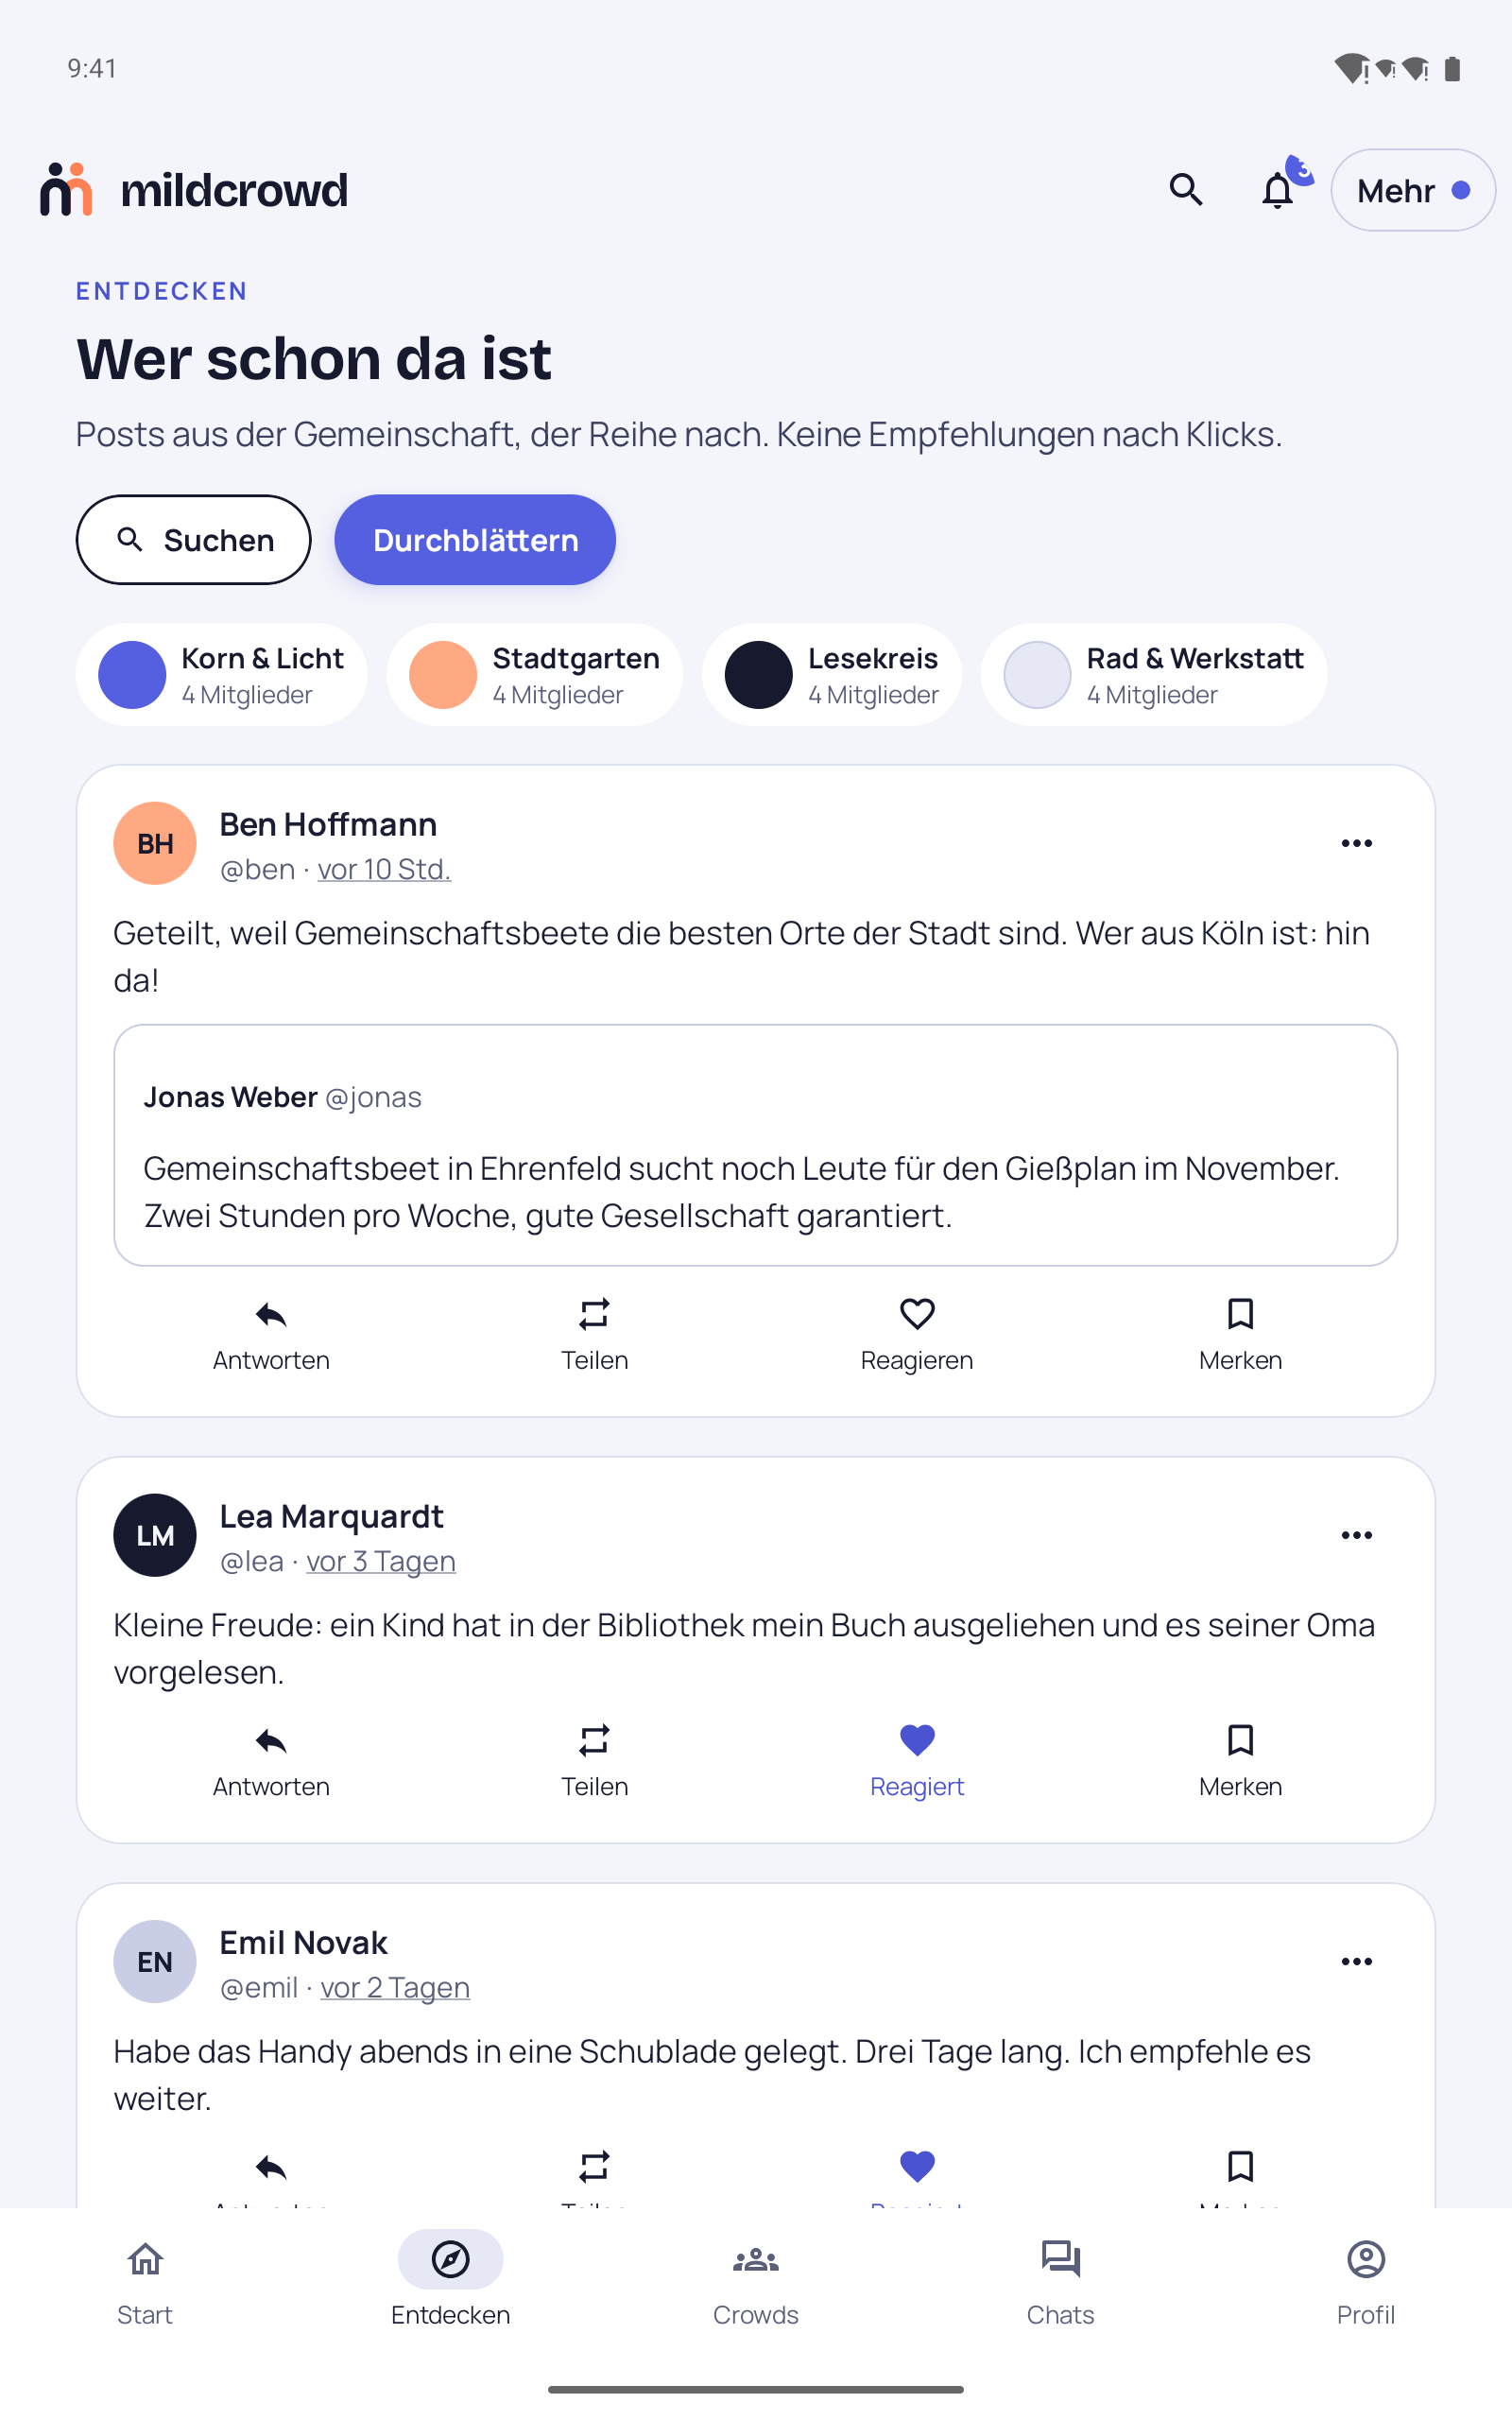 9:41
mildcrowd
3
Mehr
ENTDECKEN
Wer schon da ist
Posts aus der Gemeinschaft, der Reihe nach. Keine Empfehlungen nach Klicks.
Suchen
Durchblättern
Korn & Licht
4 Mitglieder
Stadtgarten
4 Mitglieder
Lesekreis
4 Mitglieder
Rad & Werkstatt
4 Mitglieder
BH
Ben Hoffmann
@ben · vor 10 Std.
Geteilt, weil Gemeinschaftsbeete die besten Orte der Stadt sind. Wer aus Köln ist: hin
da!
Jonas Weber @jonas
Gemeinschaftsbeet in Ehrenfeld sucht noch Leute für den Gießplan im November.
Zwei Stunden pro Woche, gute Gesellschaft garantiert.
Antworten
Teilen
Reagieren
Merken
LM
Lea Marquardt
@lea · vor 3 Tagen
Kleine Freude: ein Kind hat in der Bibliothek mein Buch ausgeliehen und es seiner Oma
vorgelesen.
Antworten
Teilen
Reagiert
Merken
EN
Emil Novak
@emil · vor 2 Tagen
Habe das Handy abends in eine Schublade gelegt. Drei Tage lang. Ich empfehle es
weiter.
Start
Entdecken
Crowds
Chats
Profil